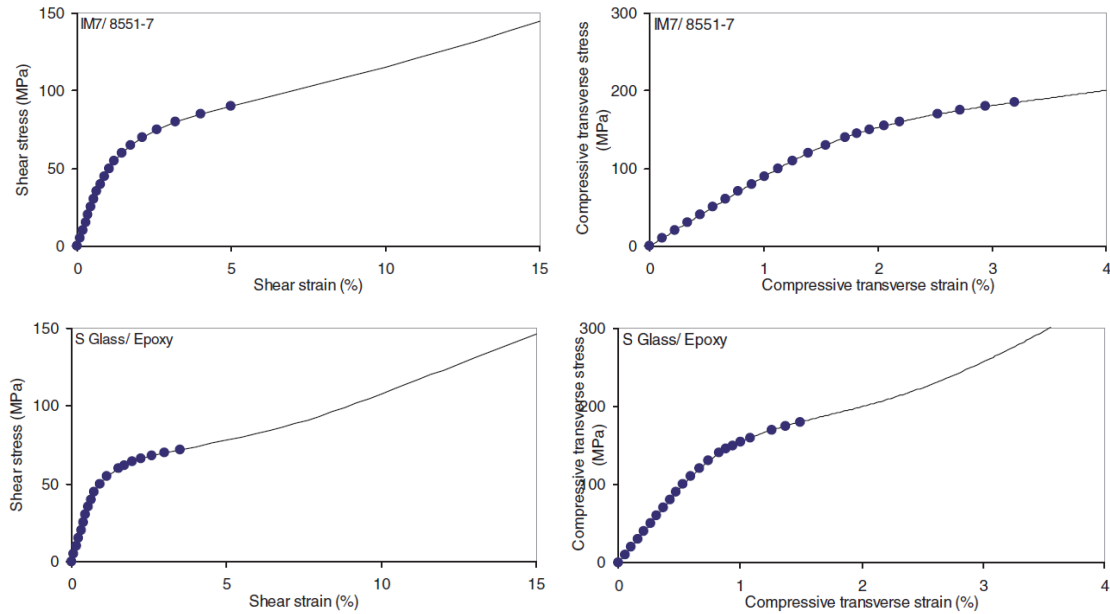 IM7/ 8551-7
150
100
50
0
Shear stress (MPa)
0 5 10 15
Shear strain (%)
IM7/ 8551-7
300
200
100
0
Compressive transverse stress
(MPa)
0 1 2 3 4
Compressive transverse strain (%)
S Glass/ Epoxy
150
100
50
0
Shear stress (MPa)
0 5 10 15
Shear strain (%)
S Glass/ Epoxy
300
200
100
0
Compressive transverse stress
(MPa)
0 1 2 3 4
Compressive transverse strain (%)